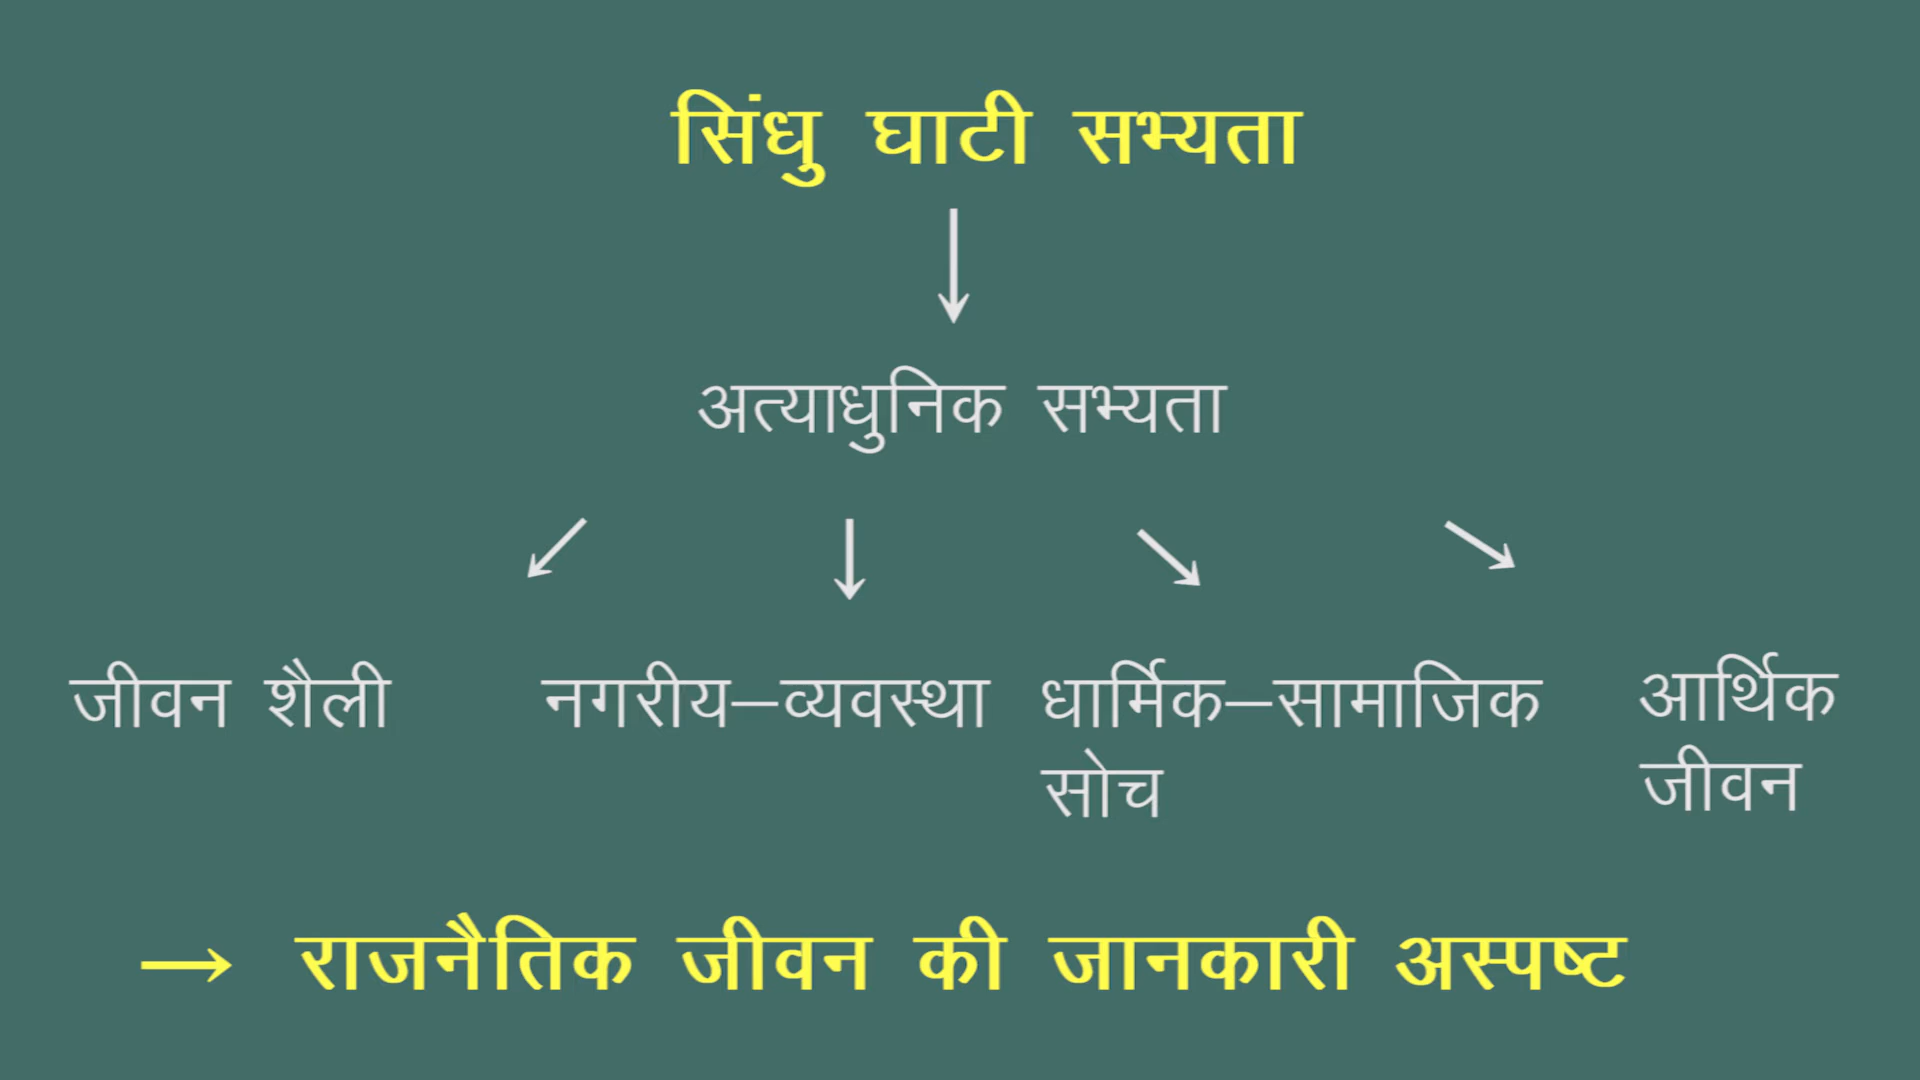 सिंधु घाटी सभ्यता
अत्याधुनिक सभ्यता
जीवन शैली
नगरीय–व्यवस्था
धार्मिक–सामाजिक
सोच
आर्थिक
जीवन
→ राजनैतिक जीवन की जानकारी अस्पष्ट